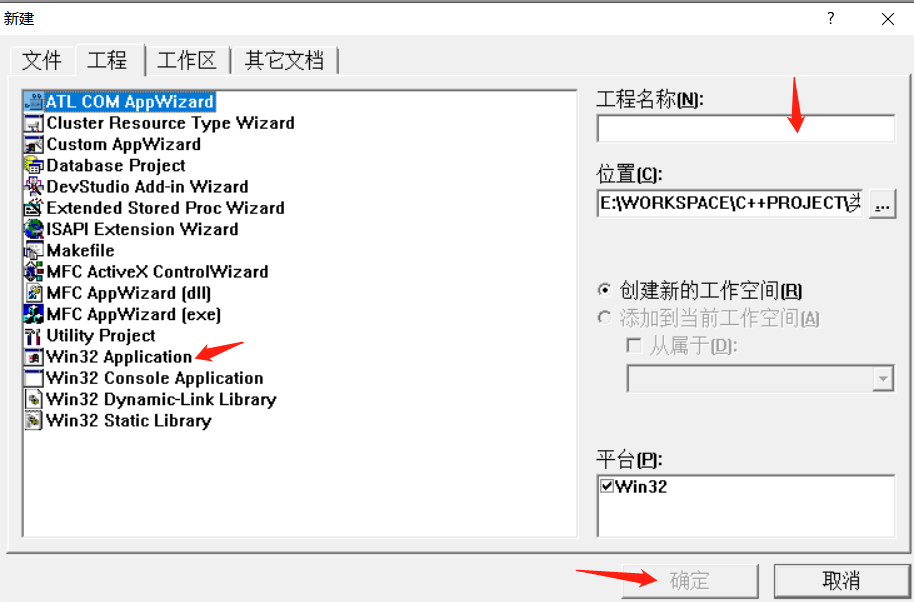 新建
?
文件 工程 工作区 其它文档
ATL COM AppWizard
Cluster Resource Type Wizard
Custom AppWizard
Database Project
DevStudio Add-in Wizard
Extended Stored Proc Wizard
ISAPI Extension Wizard
Makefile
MFC ActiveX ControlWizard
MFC AppWizard (dll)
MFC AppWizard (exe)
Utility Project
Win32 Application
Win32 Console Application
Win32 Dynamic-Link Library
Win32 Static Library
工程名称(N):
位置(C):
E:\WORKSPACE\C++PROJECT\
...
创建新的工作空间(R)
添加到当前工作空间(A)
从属于(D):
平台(P):
Win32
确定 取消